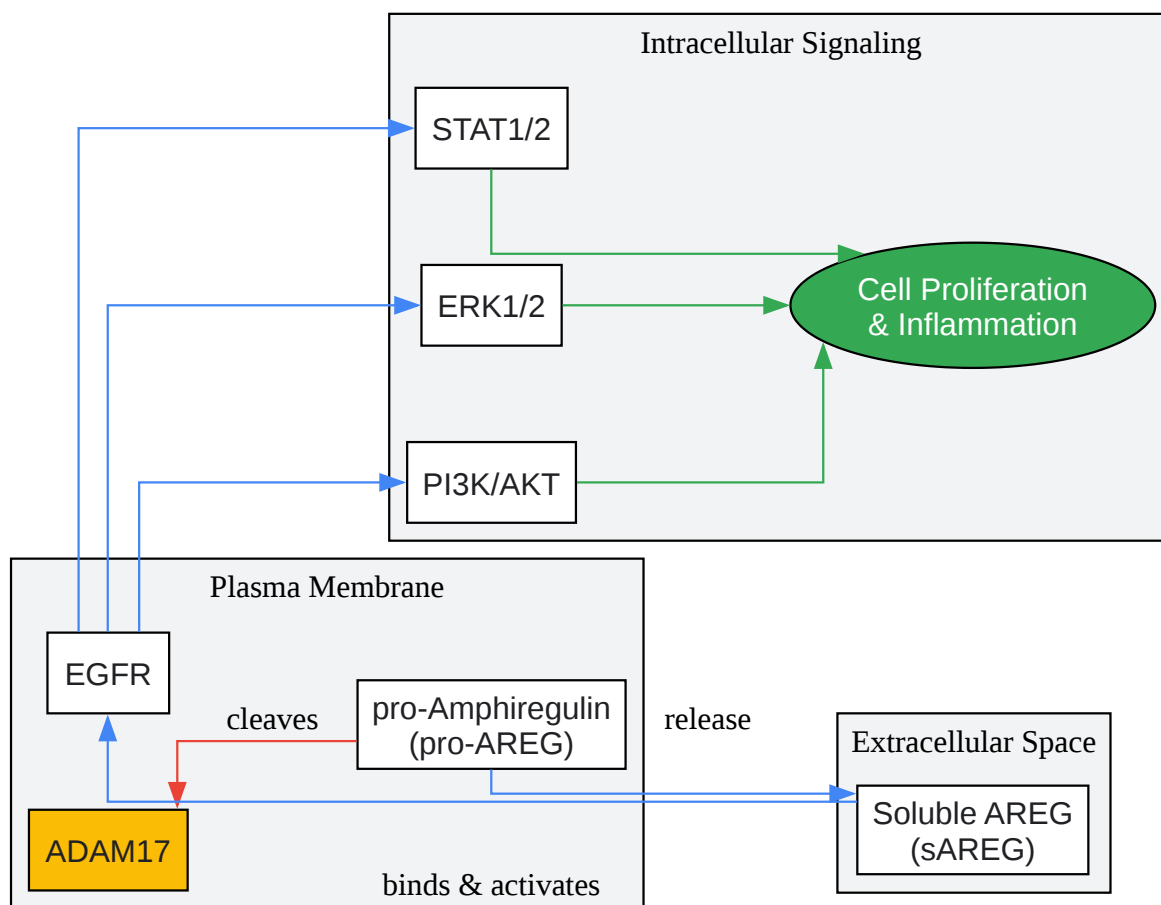 Intracellular Signaling
STAT1/2
ERK1/2
Cell Proliferation
& Inflammation
PI3K/AKT
Plasma Membrane
EGFR
cleaves
pro-Amphiregulin
(pro-AREG)
release
Extracellular Space
ADAM17
Soluble AREG
(sAREG)
binds & activates